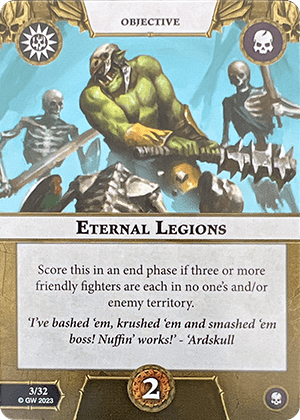 OBJECTIVE
ETERNAL LEGIONS
Score this in an end phase if three or more
friendly fighters are each in no one's and/or
enemy territory.
'I've bashed 'em, krushed 'em and smashed 'em
boss! Nuffin' works!' - 'Ardskull
3/32
© GW 2023
2